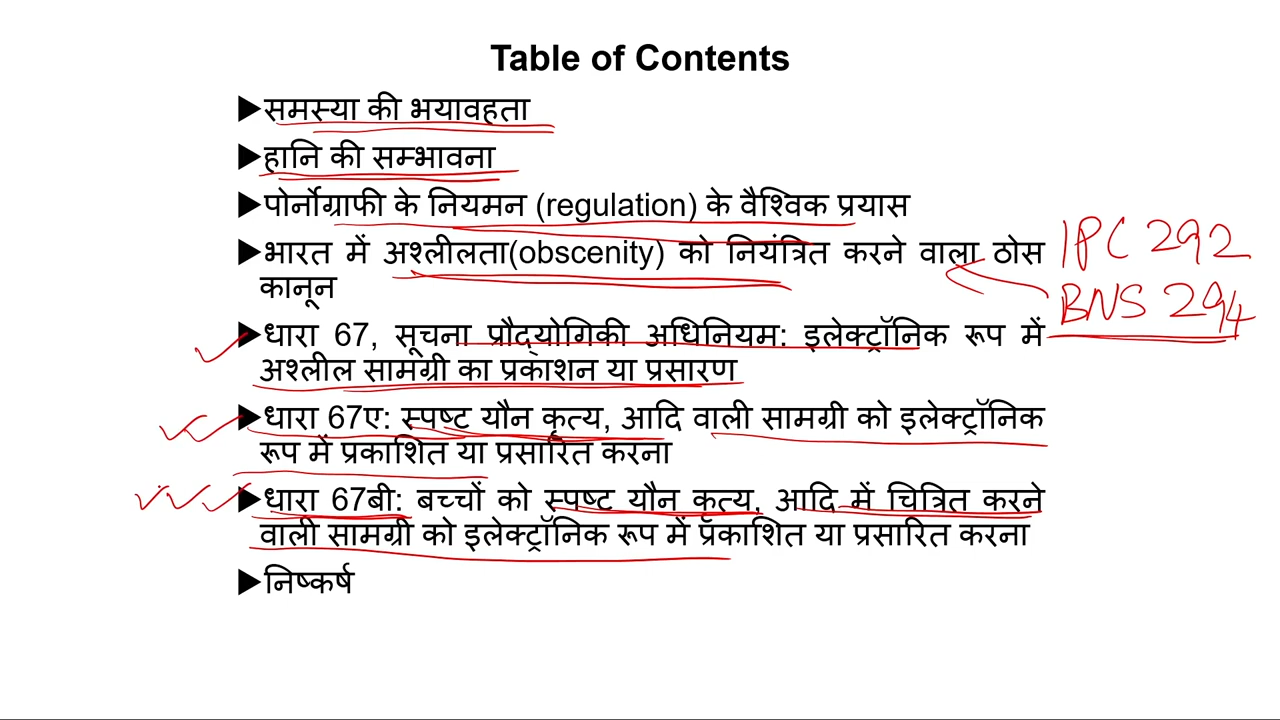 Table of Contents
▶समस्या की भयावहता
▶हानि की सम्भावना
▶पोर्नोग्राफी के नियमन (regulation) के वैश्विक प्रयास
▶भारत में अश्लीलता(obscenity) को नियंत्रित करने वाला ठोस
कानून
IPC 292
BNS 294
▶धारा 67, सूचना प्रौद्योगिकी अधिनियम: इलेक्ट्रॉनिक रूप में
अश्लील सामग्री का प्रकाशन या प्रसारण
▶धारा 67ए: स्पष्ट यौन कृत्य, आदि वाली सामग्री को इलेक्ट्रॉनिक
रूप में प्रकाशित या प्रसारित करना
▶धारा 67बी: बच्चों को स्पष्ट यौन कृत्य, आदि में चित्रित करने
वाली सामग्री को इलेक्ट्रॉनिक रूप में प्रकाशित या प्रसारित करना
▶निष्कर्ष